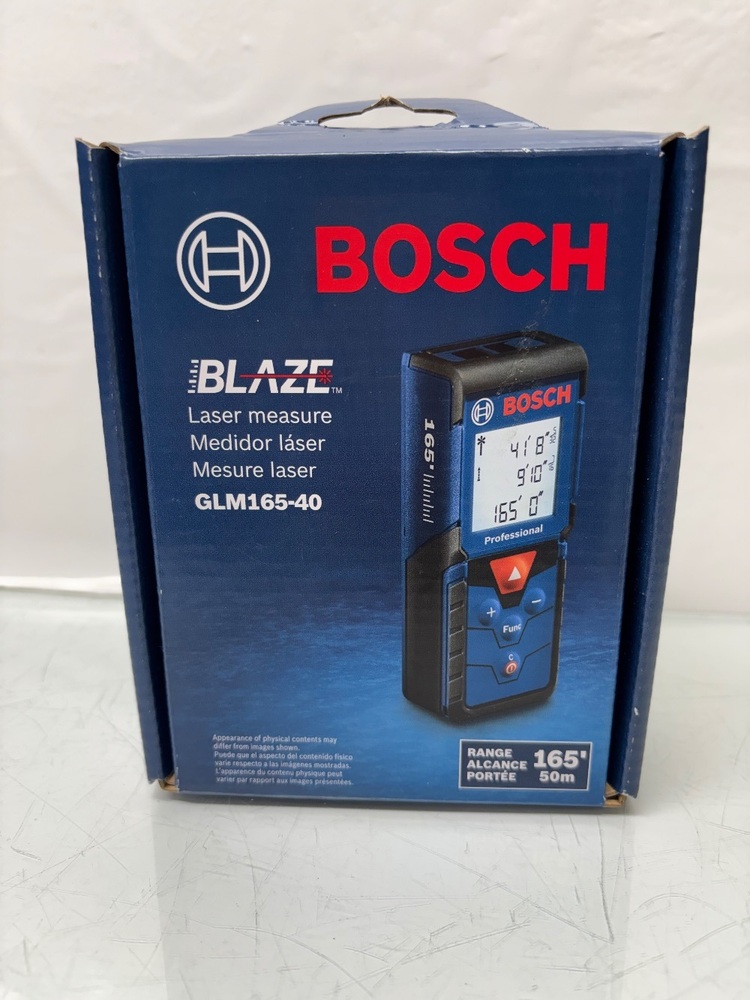 BOSCH
BLAZE™
Laser measure
Medidor láser
Mesure laser
GLM165-40
165'
BOSCH
41'8"
9'10"
165'0"
Professional
+
−
Func
C
Appearance of physical contents may
differ from images shown.
Puede que el aspecto del contenido físico
varíe respecto a las imágenes mostradas.
L'apparence du contenu physique peut
varier par rapport aux images présentées.
RANGE
ALCANCE
PORTÉE
165'
50m